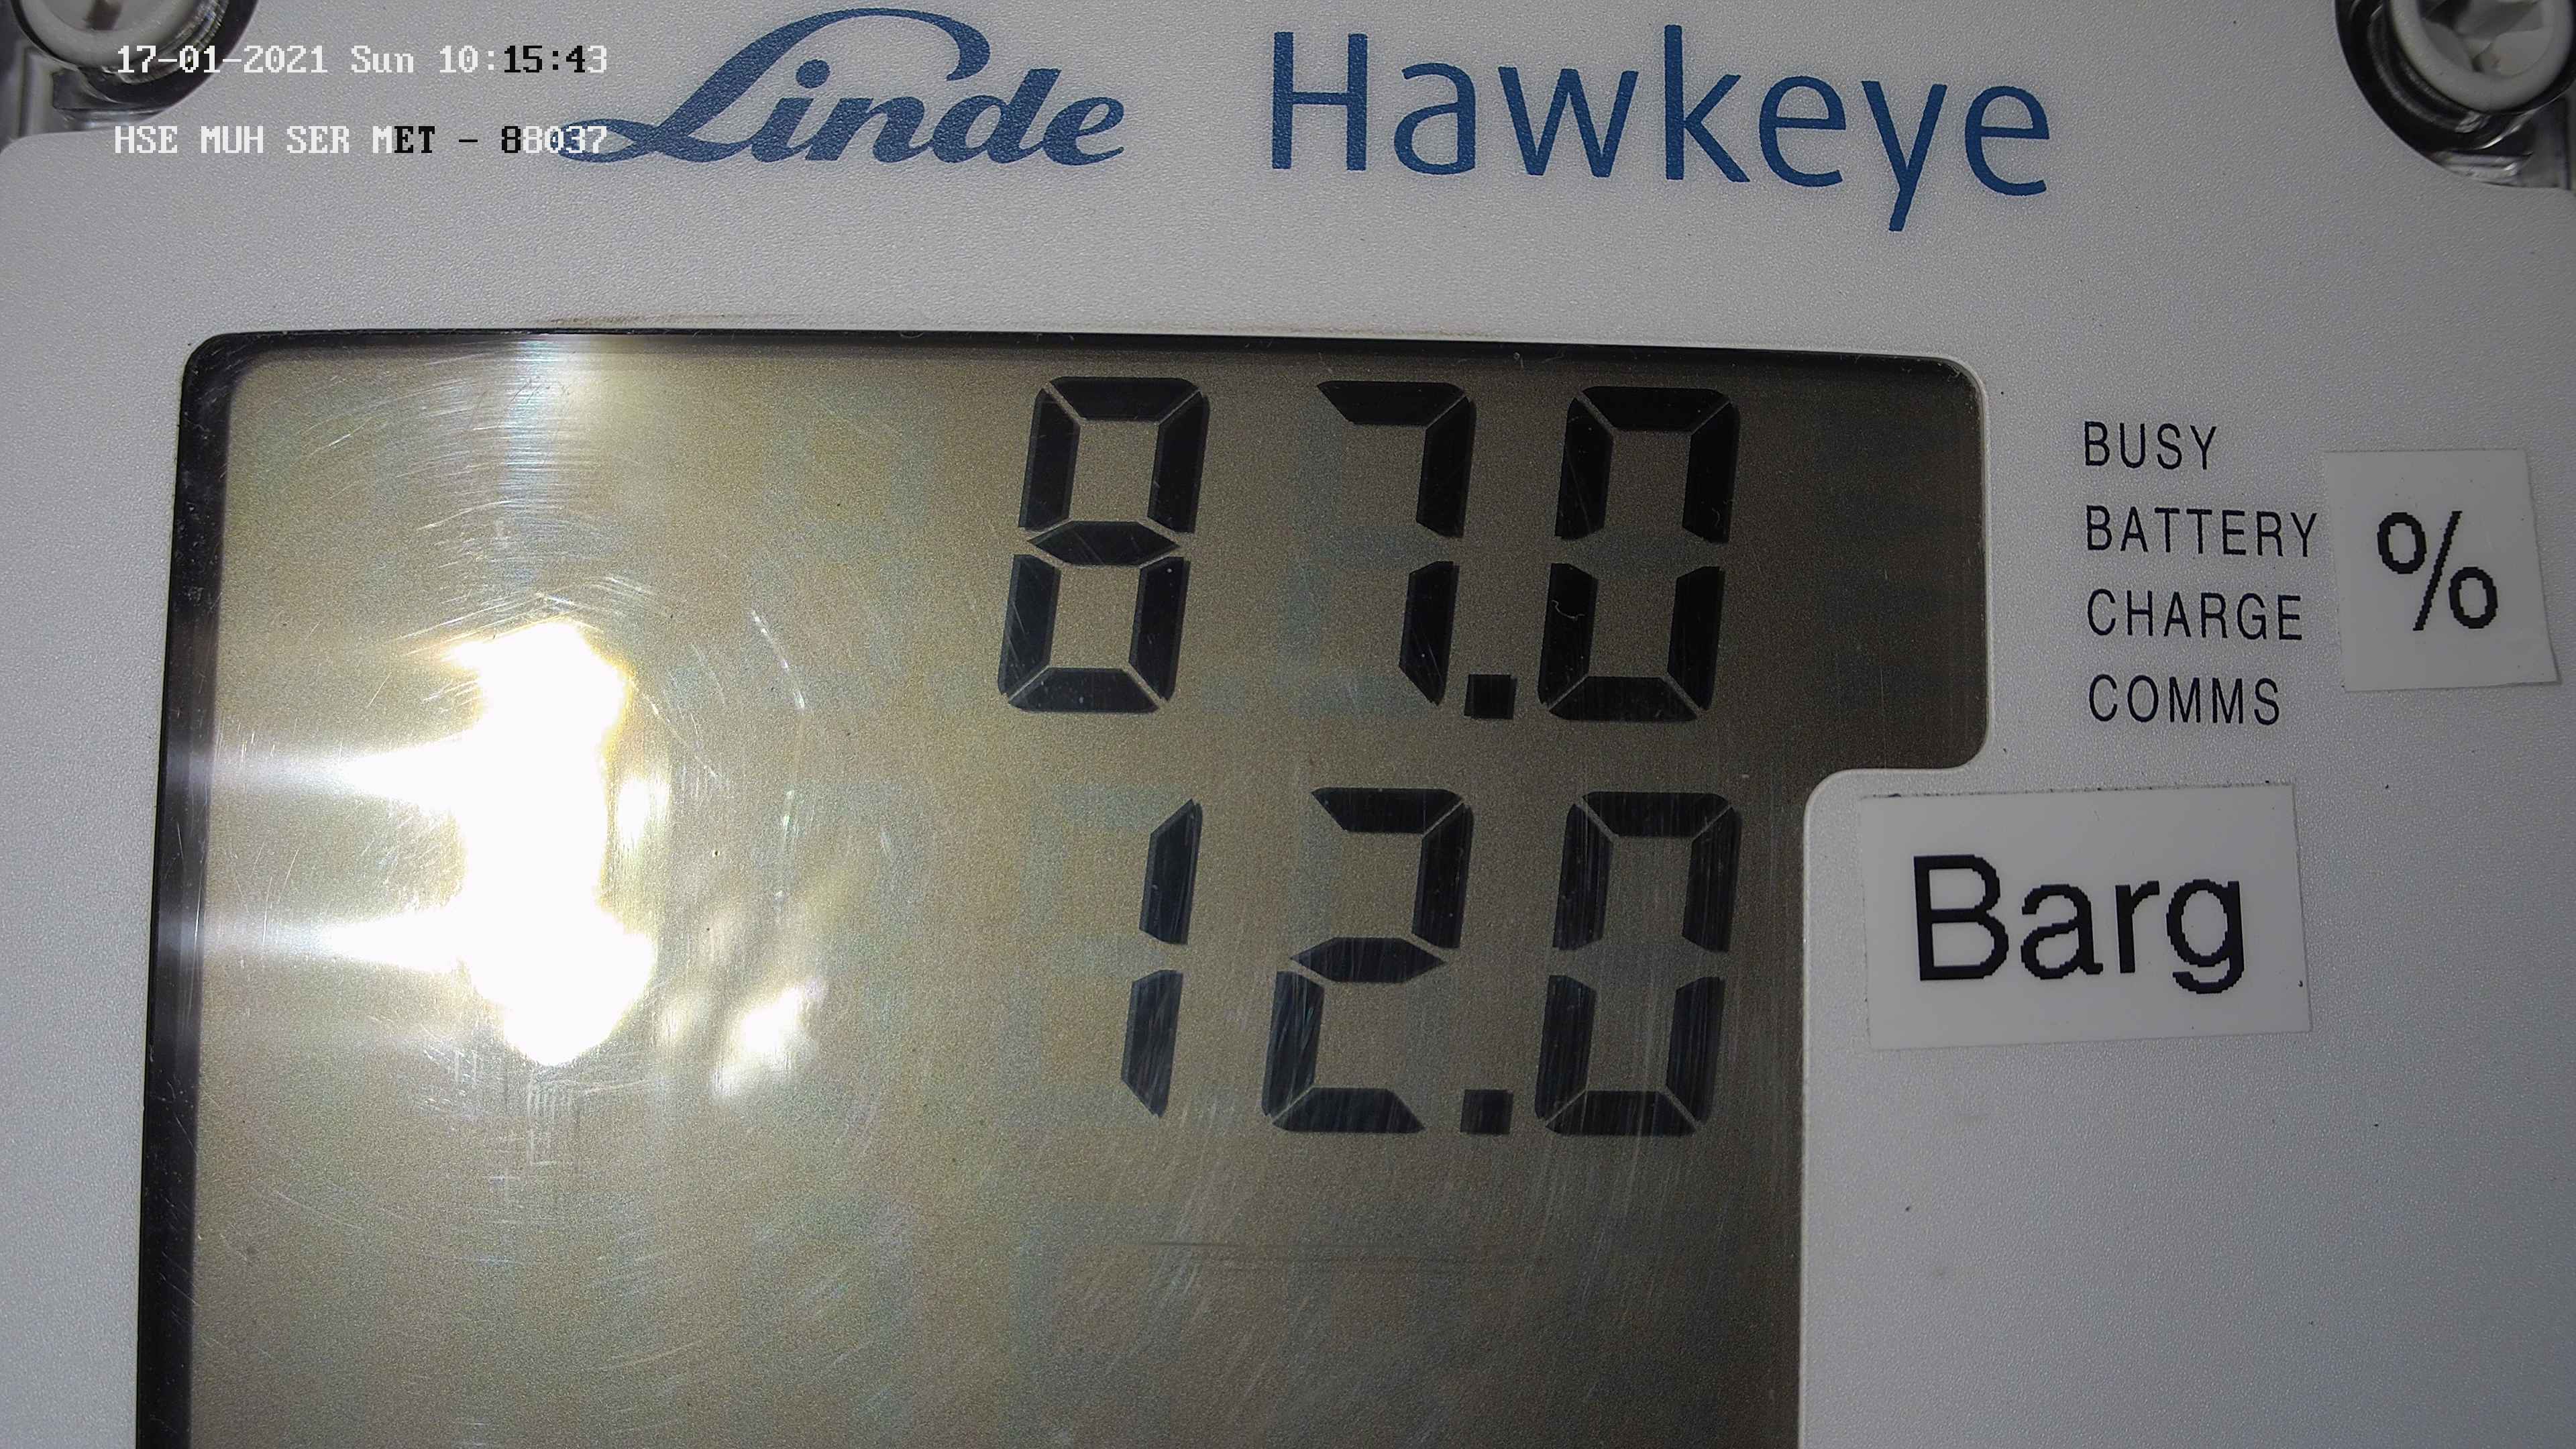 17-01-2021 Sun 10:15:43
HSE MUH SER MET - 88037
Linde Hawkeye
87.0
BUSY
BATTERY
CHARGE
COMMS
%
12.0
Barg